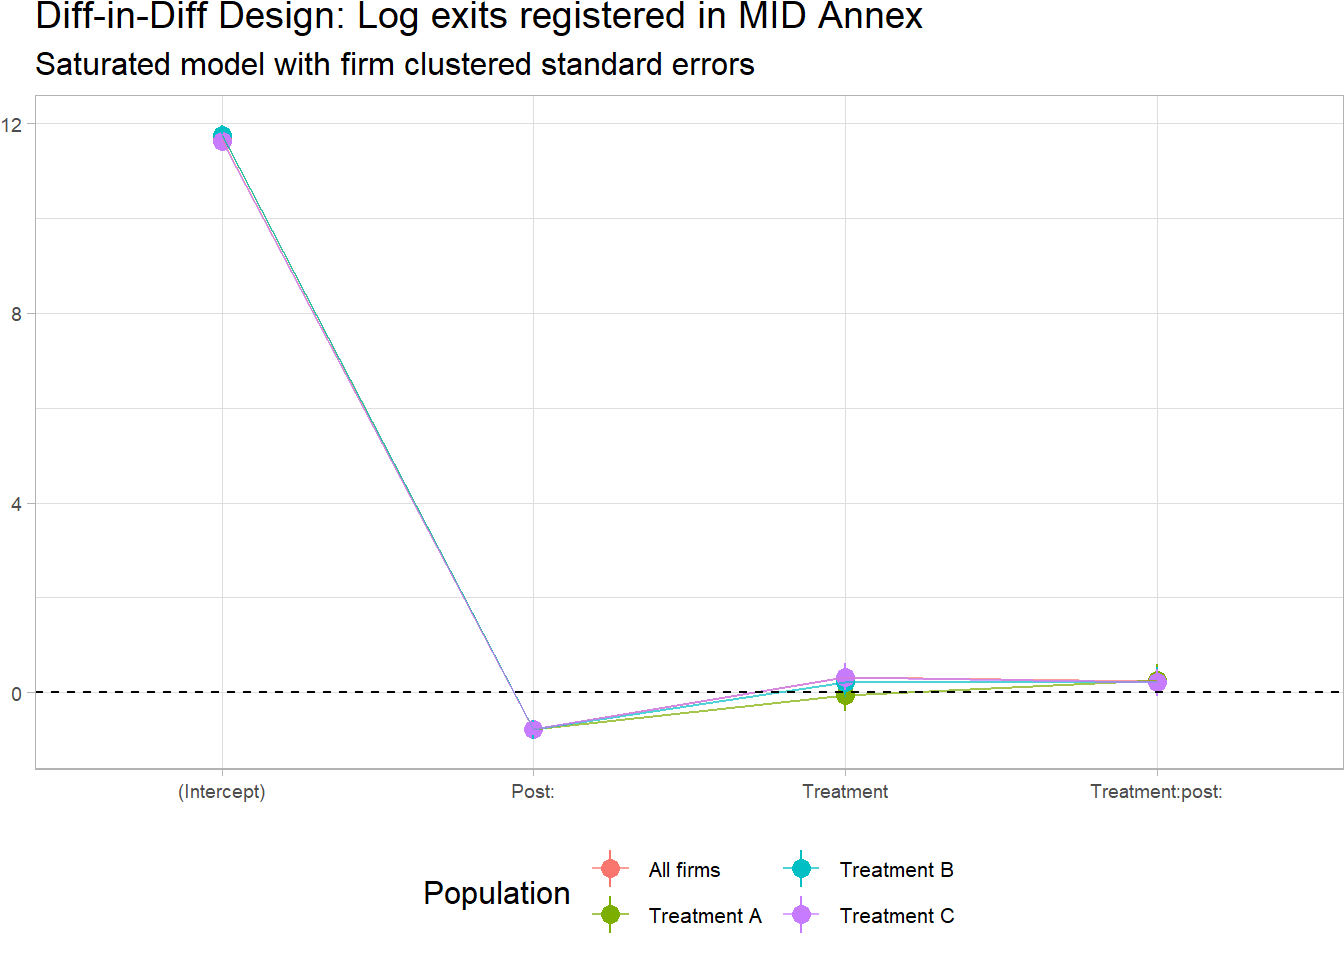 Diff-in-Diff Design: Log exits registered in MID Annex
Saturated model with firm clustered standard errors
12
8
4
0
(Intercept) Post: Treatment Treatment:post:
Population
All firms Treatment B
Treatment A Treatment C